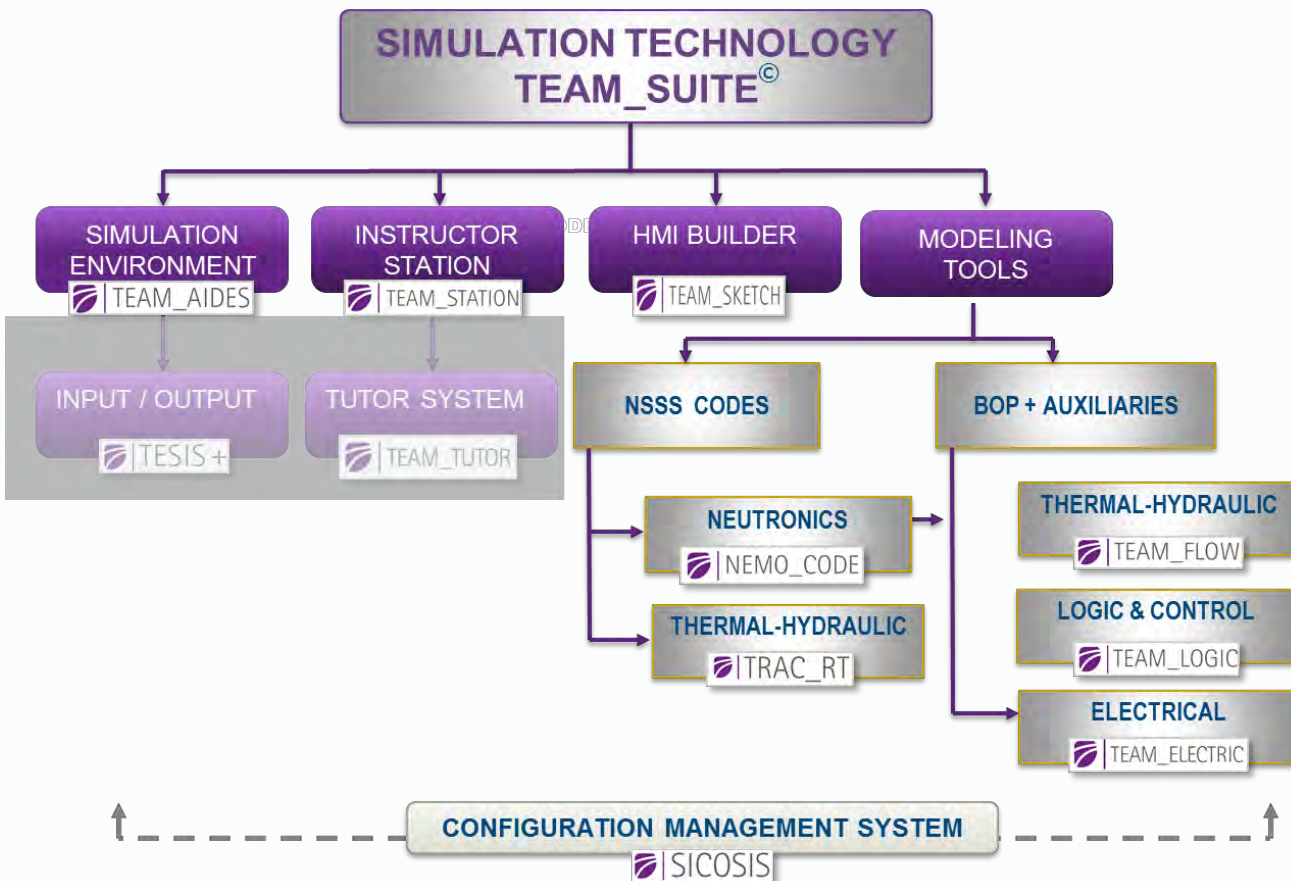 SIMULATION TECHNOLOGY
TEAM_SUITE©
SIMULATION
ENVIRONMENT
TEAM_AIDES
INSTRUCTOR
STATION
TEAM_STATION
HMI BUILDER
TEAM_SKETCH
MODELING
TOOLS
INPUT / OUTPUT
TESIS+
TUTOR SYSTEM
TEAM_TUTOR
NSSS CODES
BOP + AUXILIARIES
NEUTRONICS
NEMO_CODE
THERMAL-HYDRAULIC
TRAC_RT
THERMAL-HYDRAULIC
TEAM_FLOW
LOGIC & CONTROL
TEAM_LOGIC
ELECTRICAL
TEAM_ELECTRIC
CONFIGURATION MANAGEMENT SYSTEM
SICOSIS